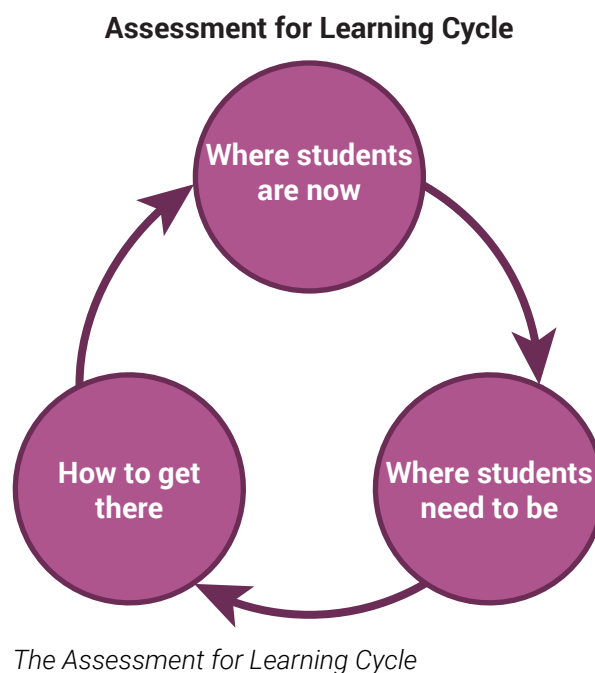 Assessment for Learning Cycle
Where students
are now
How to get
there
Where students
need to be
The Assessment for Learning Cycle